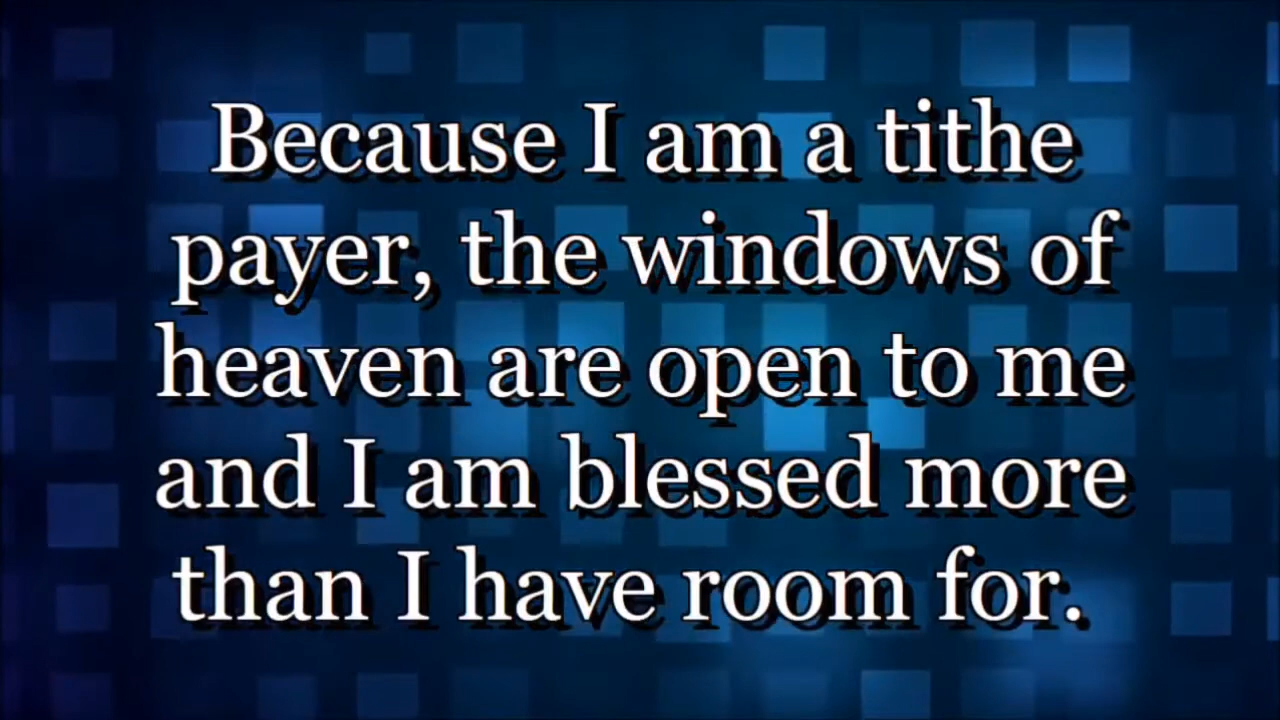 Because I am a tithe
payer, the windows of
heaven are open to me
and I am blessed more
than I have room for.